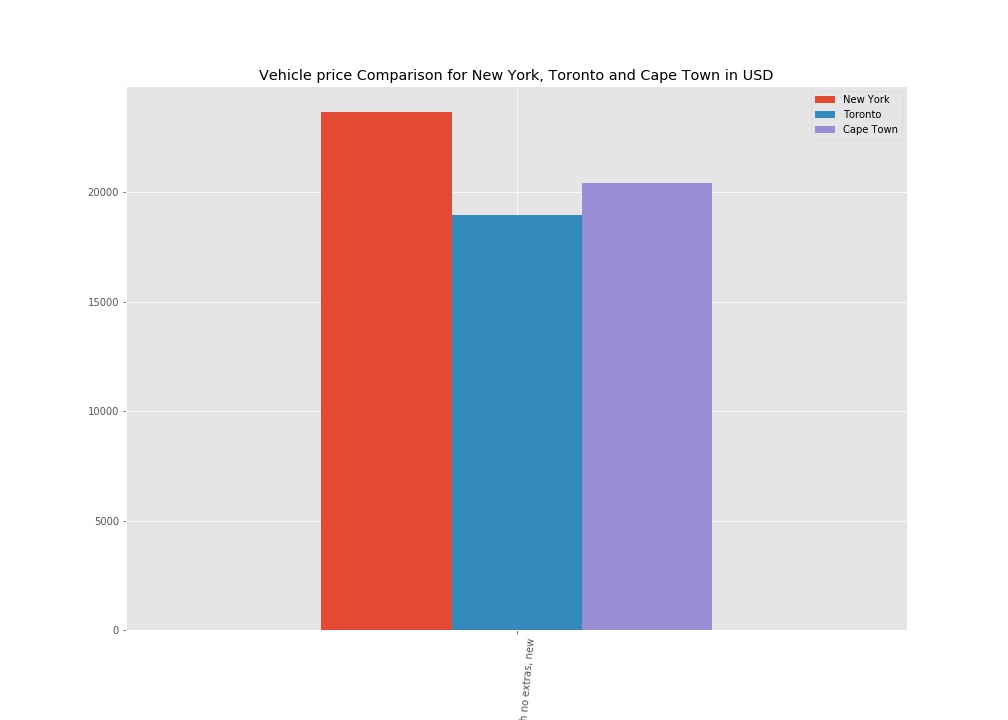 Vehicle price Comparison for New York, Toronto and Cape Town in USD
New York
Toronto
Cape Town
20000
15000
10000
5000
0
h no extras, new